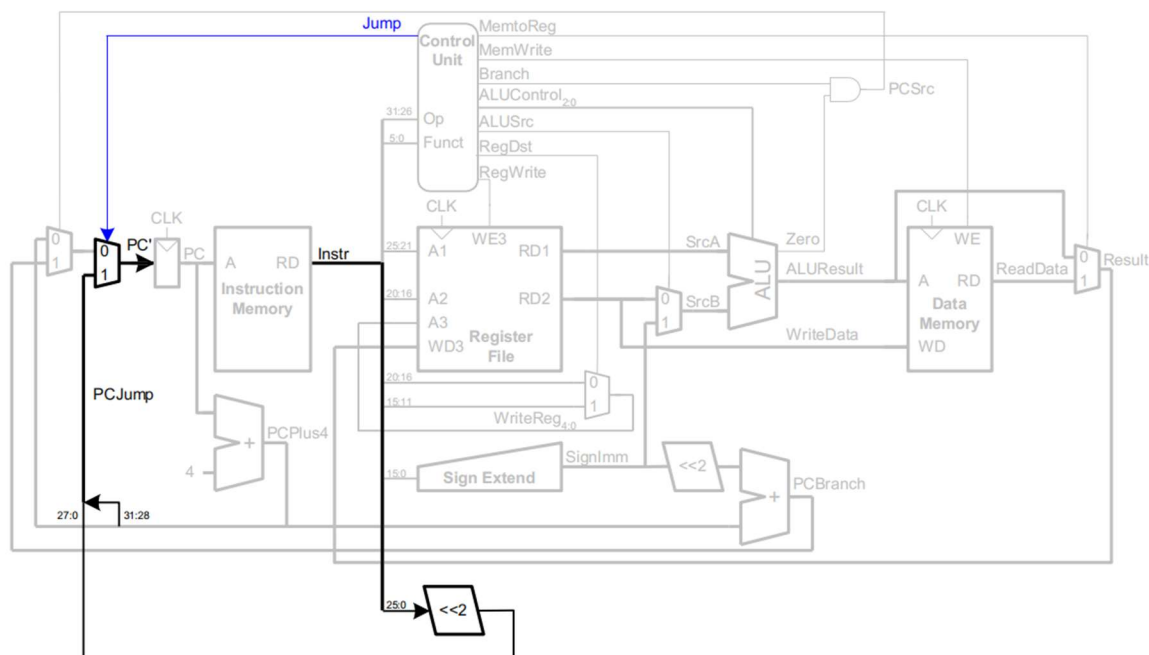 Jump
MemtoReg
Control
Unit
MemWrite
Branch
ALUControl2:0
PCSrc
ALUSrc
31:26
Op
5:0
Funct
RegDst
RegWrite
CLK
CLK
CLK
0
1
0
1
PC'
PC
A
RD
Instruction
Memory
Instr
25:21
A1
WE3
RD1
20:16
A2
RD2
A3
WD3
Register
File
SrcA
0
1
SrcB
ALU
Zero
ALUResult
WriteData
WE
A
RD
Data
Memory
WD
ReadData
0
1
Result
20:16
0
15:11
1
WriteReg4:0
PCJump
PCPlus4
+
4
15:0
Sign Extend
SignImm
<<2
+
PCBranch
27:0
31:28
25:0
<<2